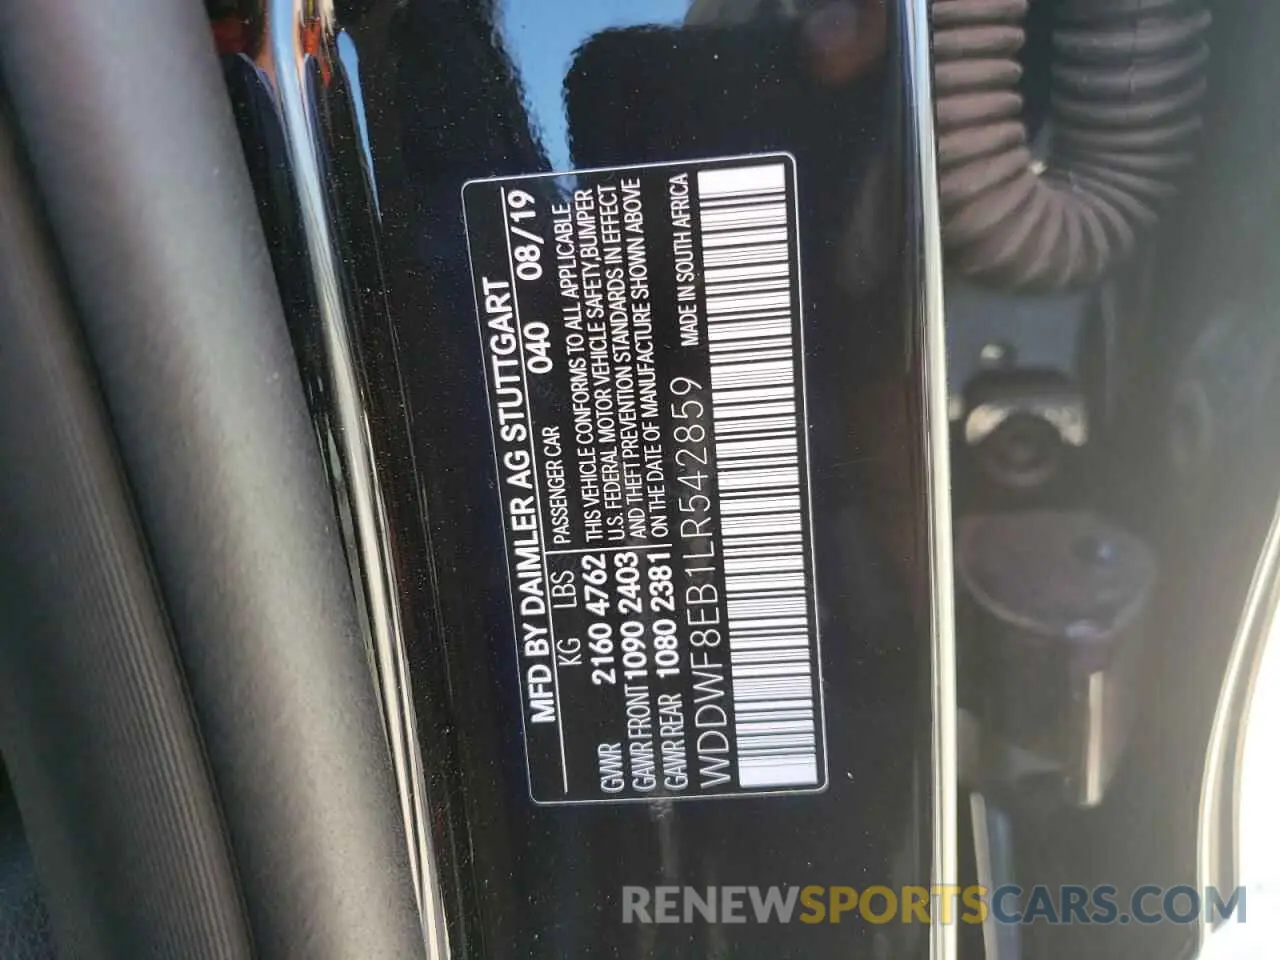 MFD BY DAIMLER AG STUTTGART
KG LBS PASSENGER CAR 040 08/19
GVWR 2160 4762 THIS VEHICLE CONFORMS TO ALL APPLICABLE
GAWR FRONT 1090 2403 U.S. FEDERAL MOTOR VEHICLE SAFETY,BUMPER
GAWR REAR 1080 2381 AND THEFT PREVENTION STANDARDS IN EFFECT
ON THE DATE OF MANUFACTURE SHOWN ABOVE
WDDWF8EB1LR542859 MADE IN SOUTH AFRICA
RENEWSPORTSCARS.COM